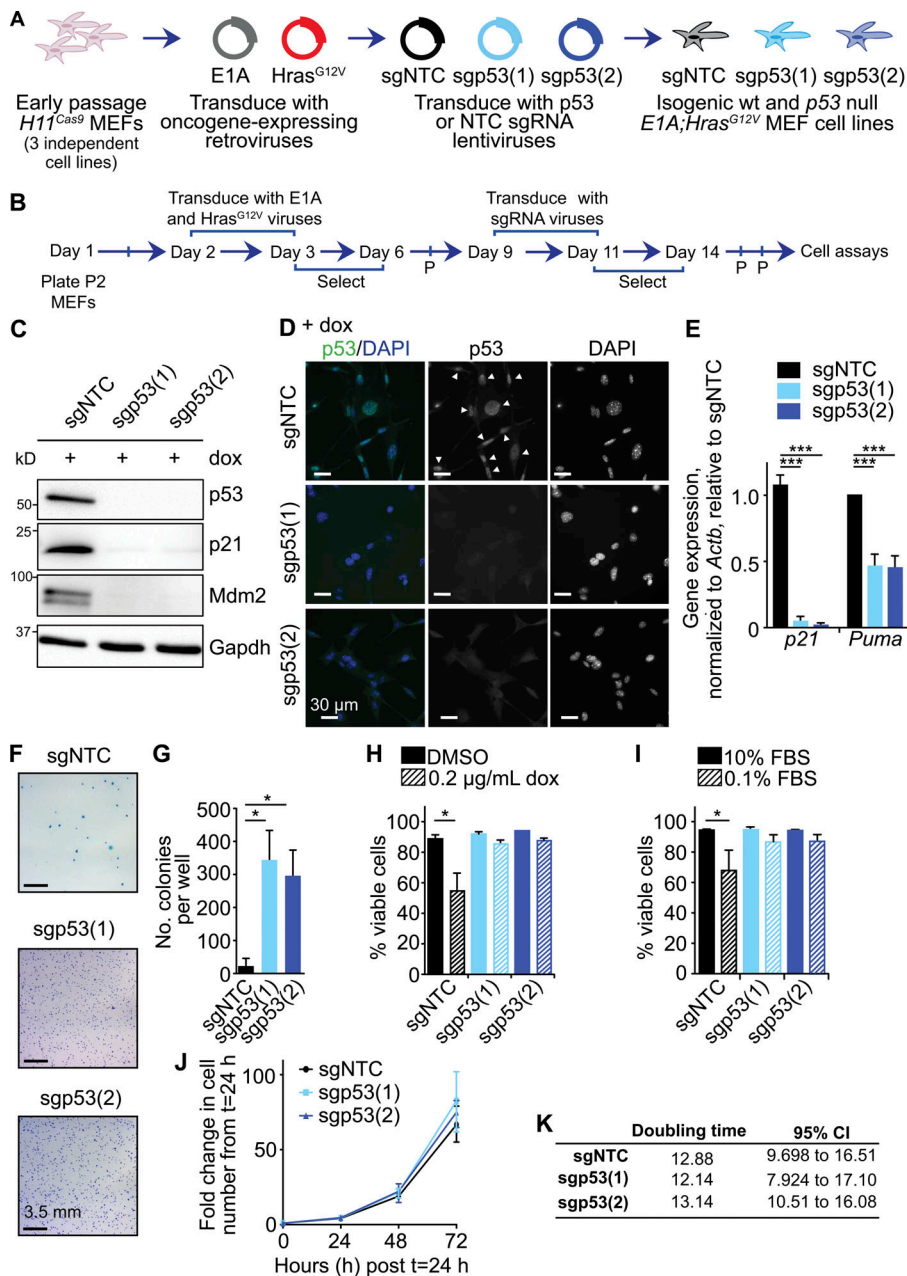 A
E1A
Hras^G12V
sgNTC
sgp53(1)
sgp53(2)
sgNTC
sgp53(1)
sgp53(2)
Early passage
H11^Cas9 MEFs
(3 independent
cell lines)
Transduce with
oncogene-expressing
retroviruses
Transduce with p53
or NTC sgRNA
lentiviruses
Isogenic wt and p53 null
E1A;Hras^G12V MEF cell lines
B
Transduce with E1A
and Hras^G12V viruses
Transduce with
sgRNA viruses
Day 1
Day 2
Day 3
Day 6
P
Day 9
Day 11
Day 14
P
P
Cell assays
Plate P2
MEFs
Select
Select
C
sgNTC
sgp53(1)
sgp53(2)
kD
+
+
+
dox
50
p53
25
p21
100
Mdm2
37
Gapdh
D
+ dox
p53/DAPI
p53
DAPI
sgNTC
sgp53(1)
sgp53(2)
30 µm
E
sgNTC
sgp53(1)
sgp53(2)
Gene expression,
normalized to Actb, relative to sgNTC
1.0
0.5
0
***
***
***
***
p21
Puma
F
sgNTC
sgp53(1)
sgp53(2)
3.5 mm
G
No. colonies
per well
500
400
300
200
100
0
*
*
sgNTC
sgp53(1)
sgp53(2)
H
DMSO
0.2 µg/mL dox
% viable cells
100
80
60
40
20
0
*
sgNTC
sgp53(1)
sgp53(2)
I
10% FBS
0.1% FBS
% viable cells
100
80
60
40
20
0
*
sgNTC
sgp53(1)
sgp53(2)
J
sgNTC
sgp53(1)
sgp53(2)
Fold change in cell
number from t=24 h
100
50
0
0
24
48
72
Hours (h) post t=24 h
K
Doubling time 95% CI
sgNTC 12.88 9.698 to 16.51
sgp53(1) 12.14 7.924 to 17.10
sgp53(2) 13.14 10.51 to 16.08